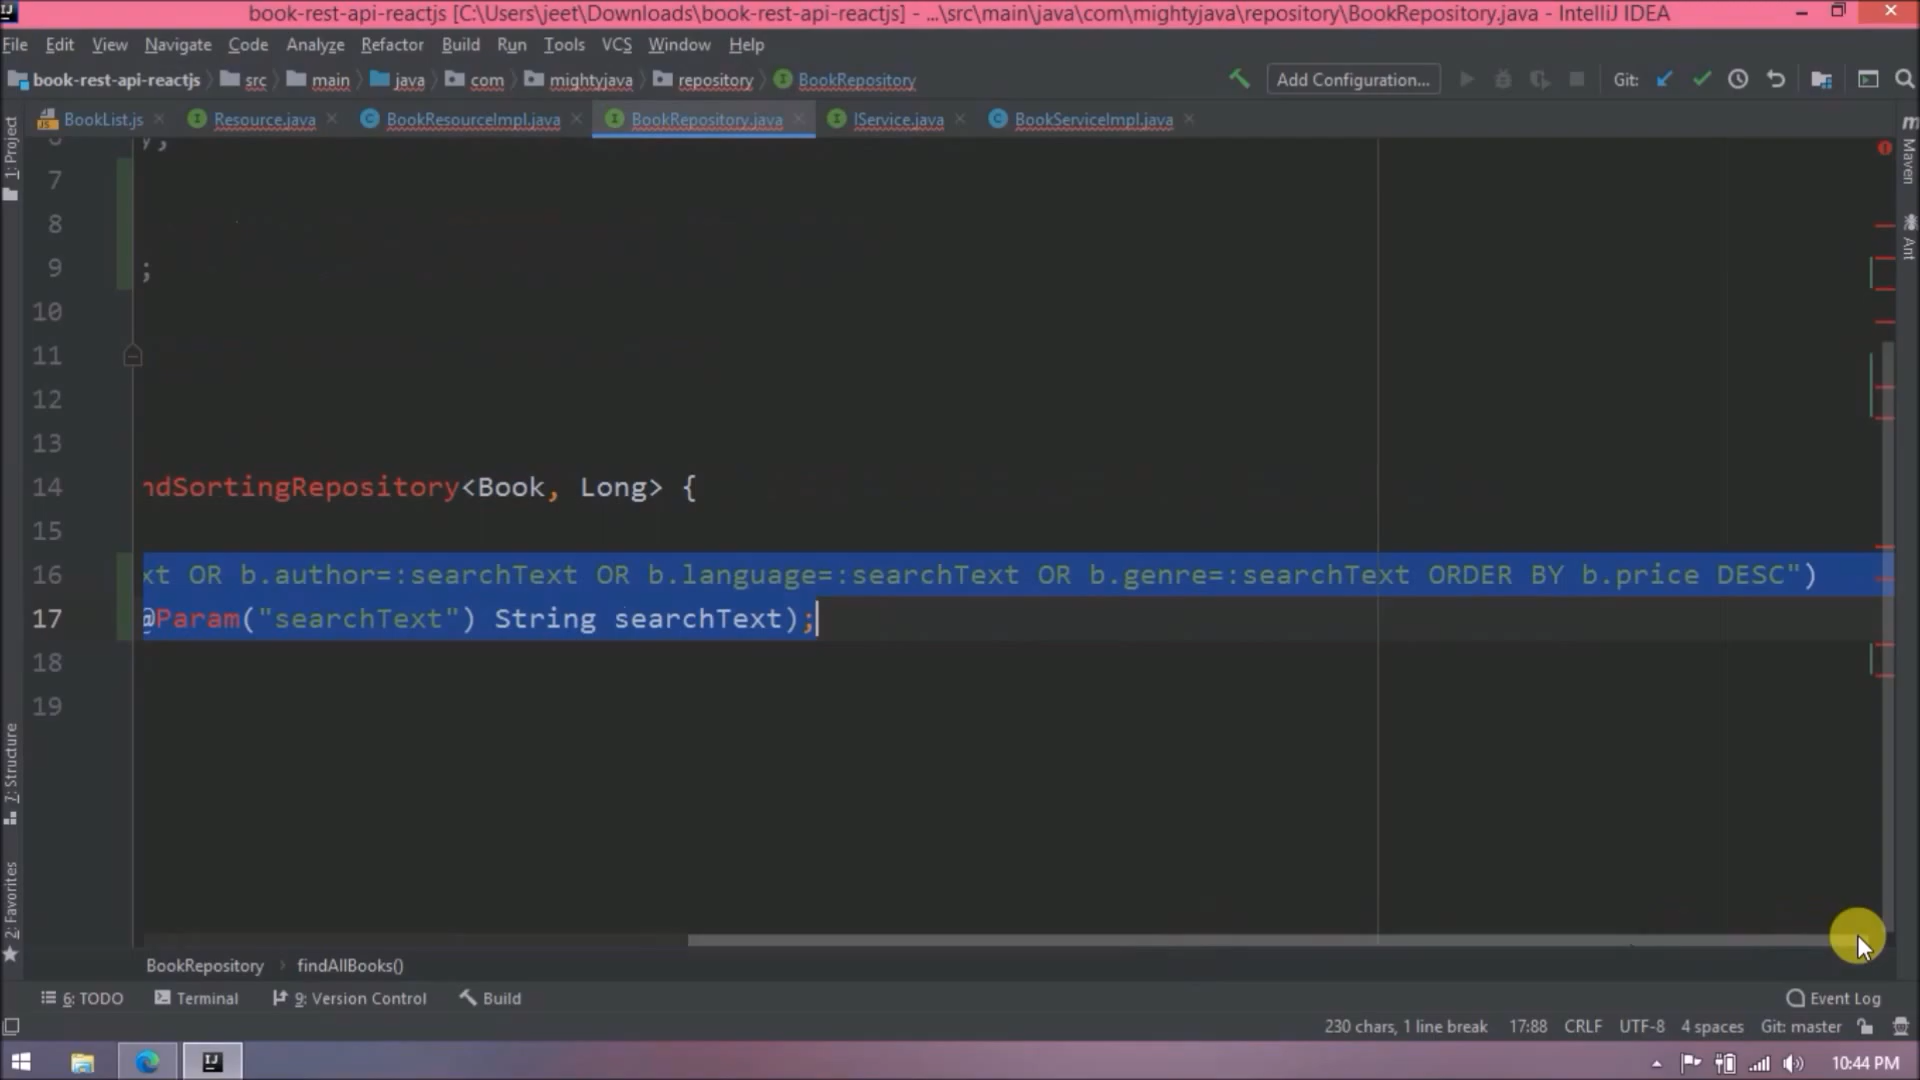 book-rest-api-reactjs [C:\Users\jeet\Downloads\book-rest-api-reactjs] - ...\src\main\java\com\mightyjava\repository\BookRepository.java - IntelliJ IDEA
File Edit View Navigate Code Analyze Refactor Build Run Tools VCS Window Help
book-rest-api-reactjs src main java com mightyjava repository BookRepository Add Configuration... Git:
BookList.js Resource.java BookResourceImpl.java BookRepository.java IService.java BookServiceImpl.java
1: Project
Maven
Ant
7
8
9 ;
10
11
12
13
14 ndSortingRepository<Book, Long> {
15
16 xt OR b.author=:searchText OR b.language=:searchText OR b.genre=:searchText ORDER BY b.price DESC")
17 @Param("searchText") String searchText);
18
19
7: Structure
2: Favorites
BookRepository findAllBooks()
6: TODO Terminal 9: Version Control Build Event Log
230 chars, 1 line break 17:88 CRLF UTF-8 4 spaces Git: master
10:44 PM